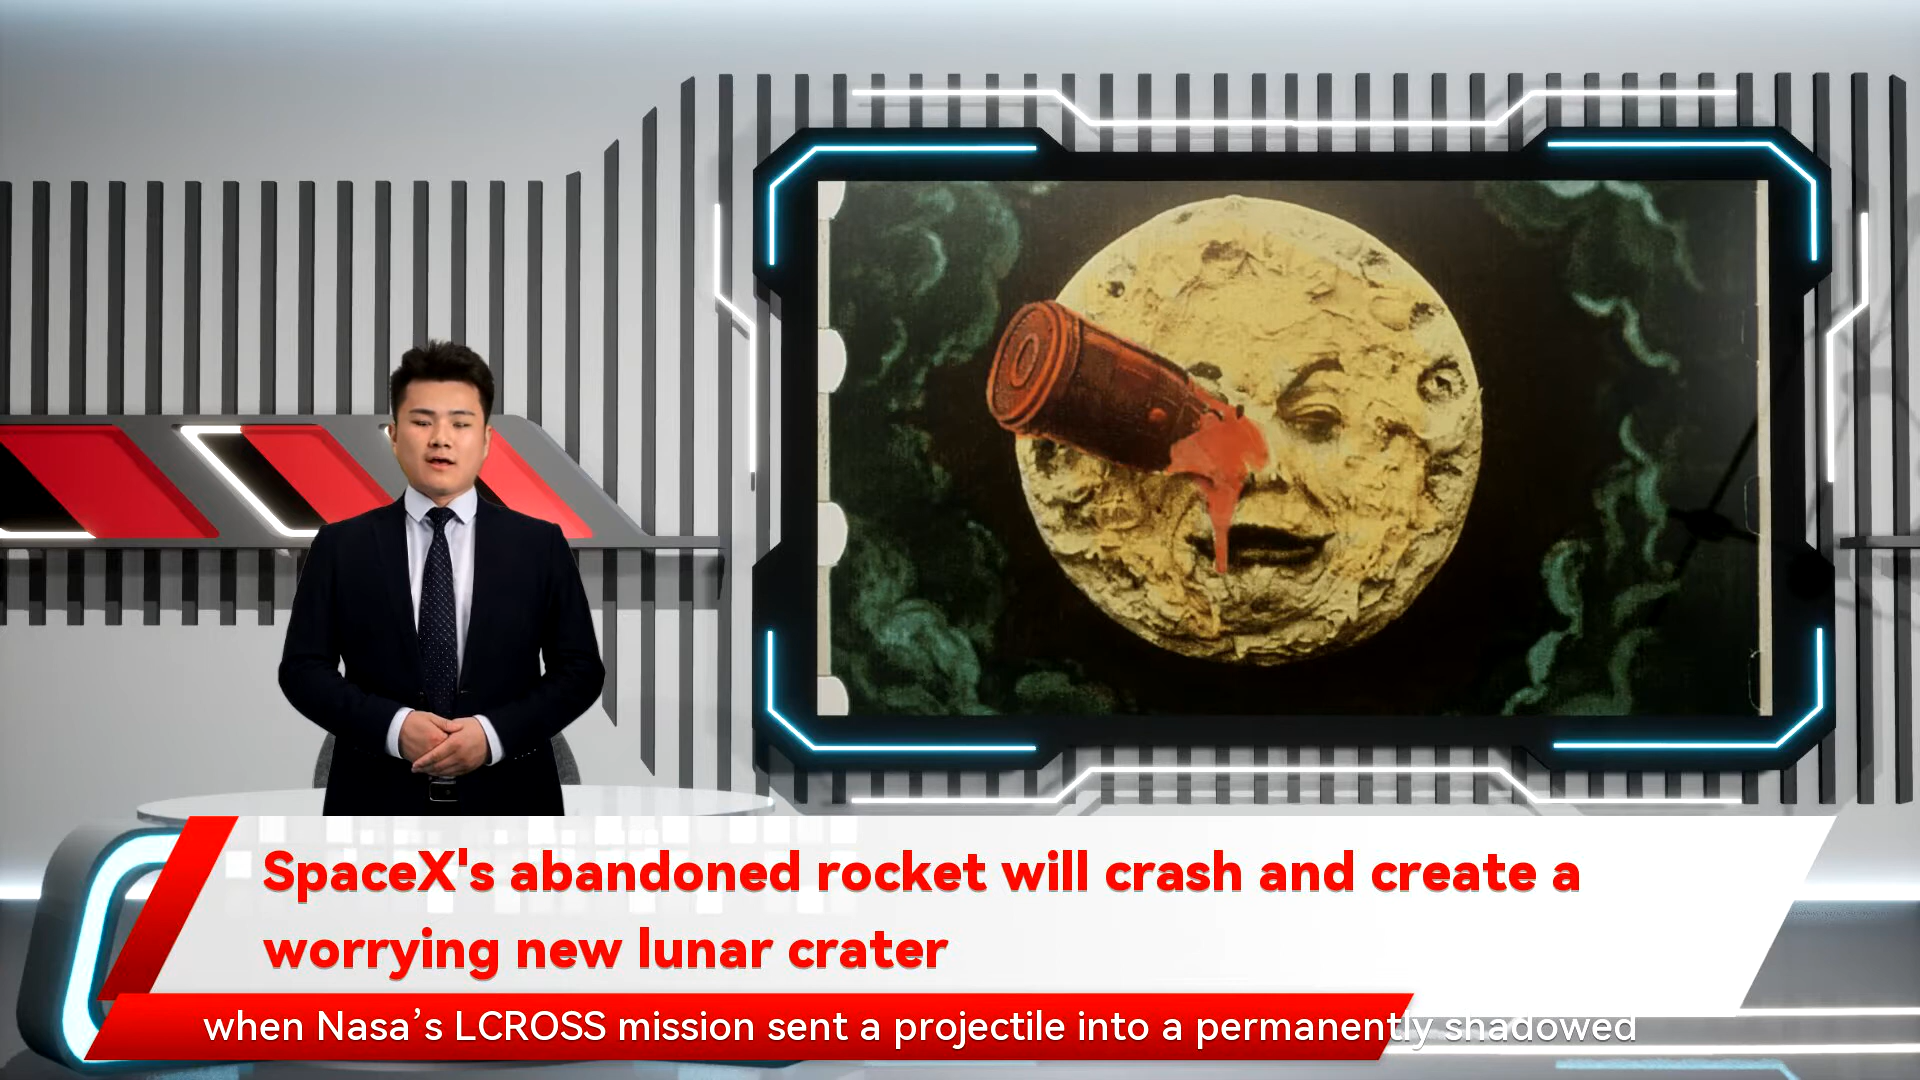 SpaceX's abandoned rocket will crash and create a
worrying new lunar crater
when Nasa’s LCROSS mission sent a projectile into a permanently shadowed